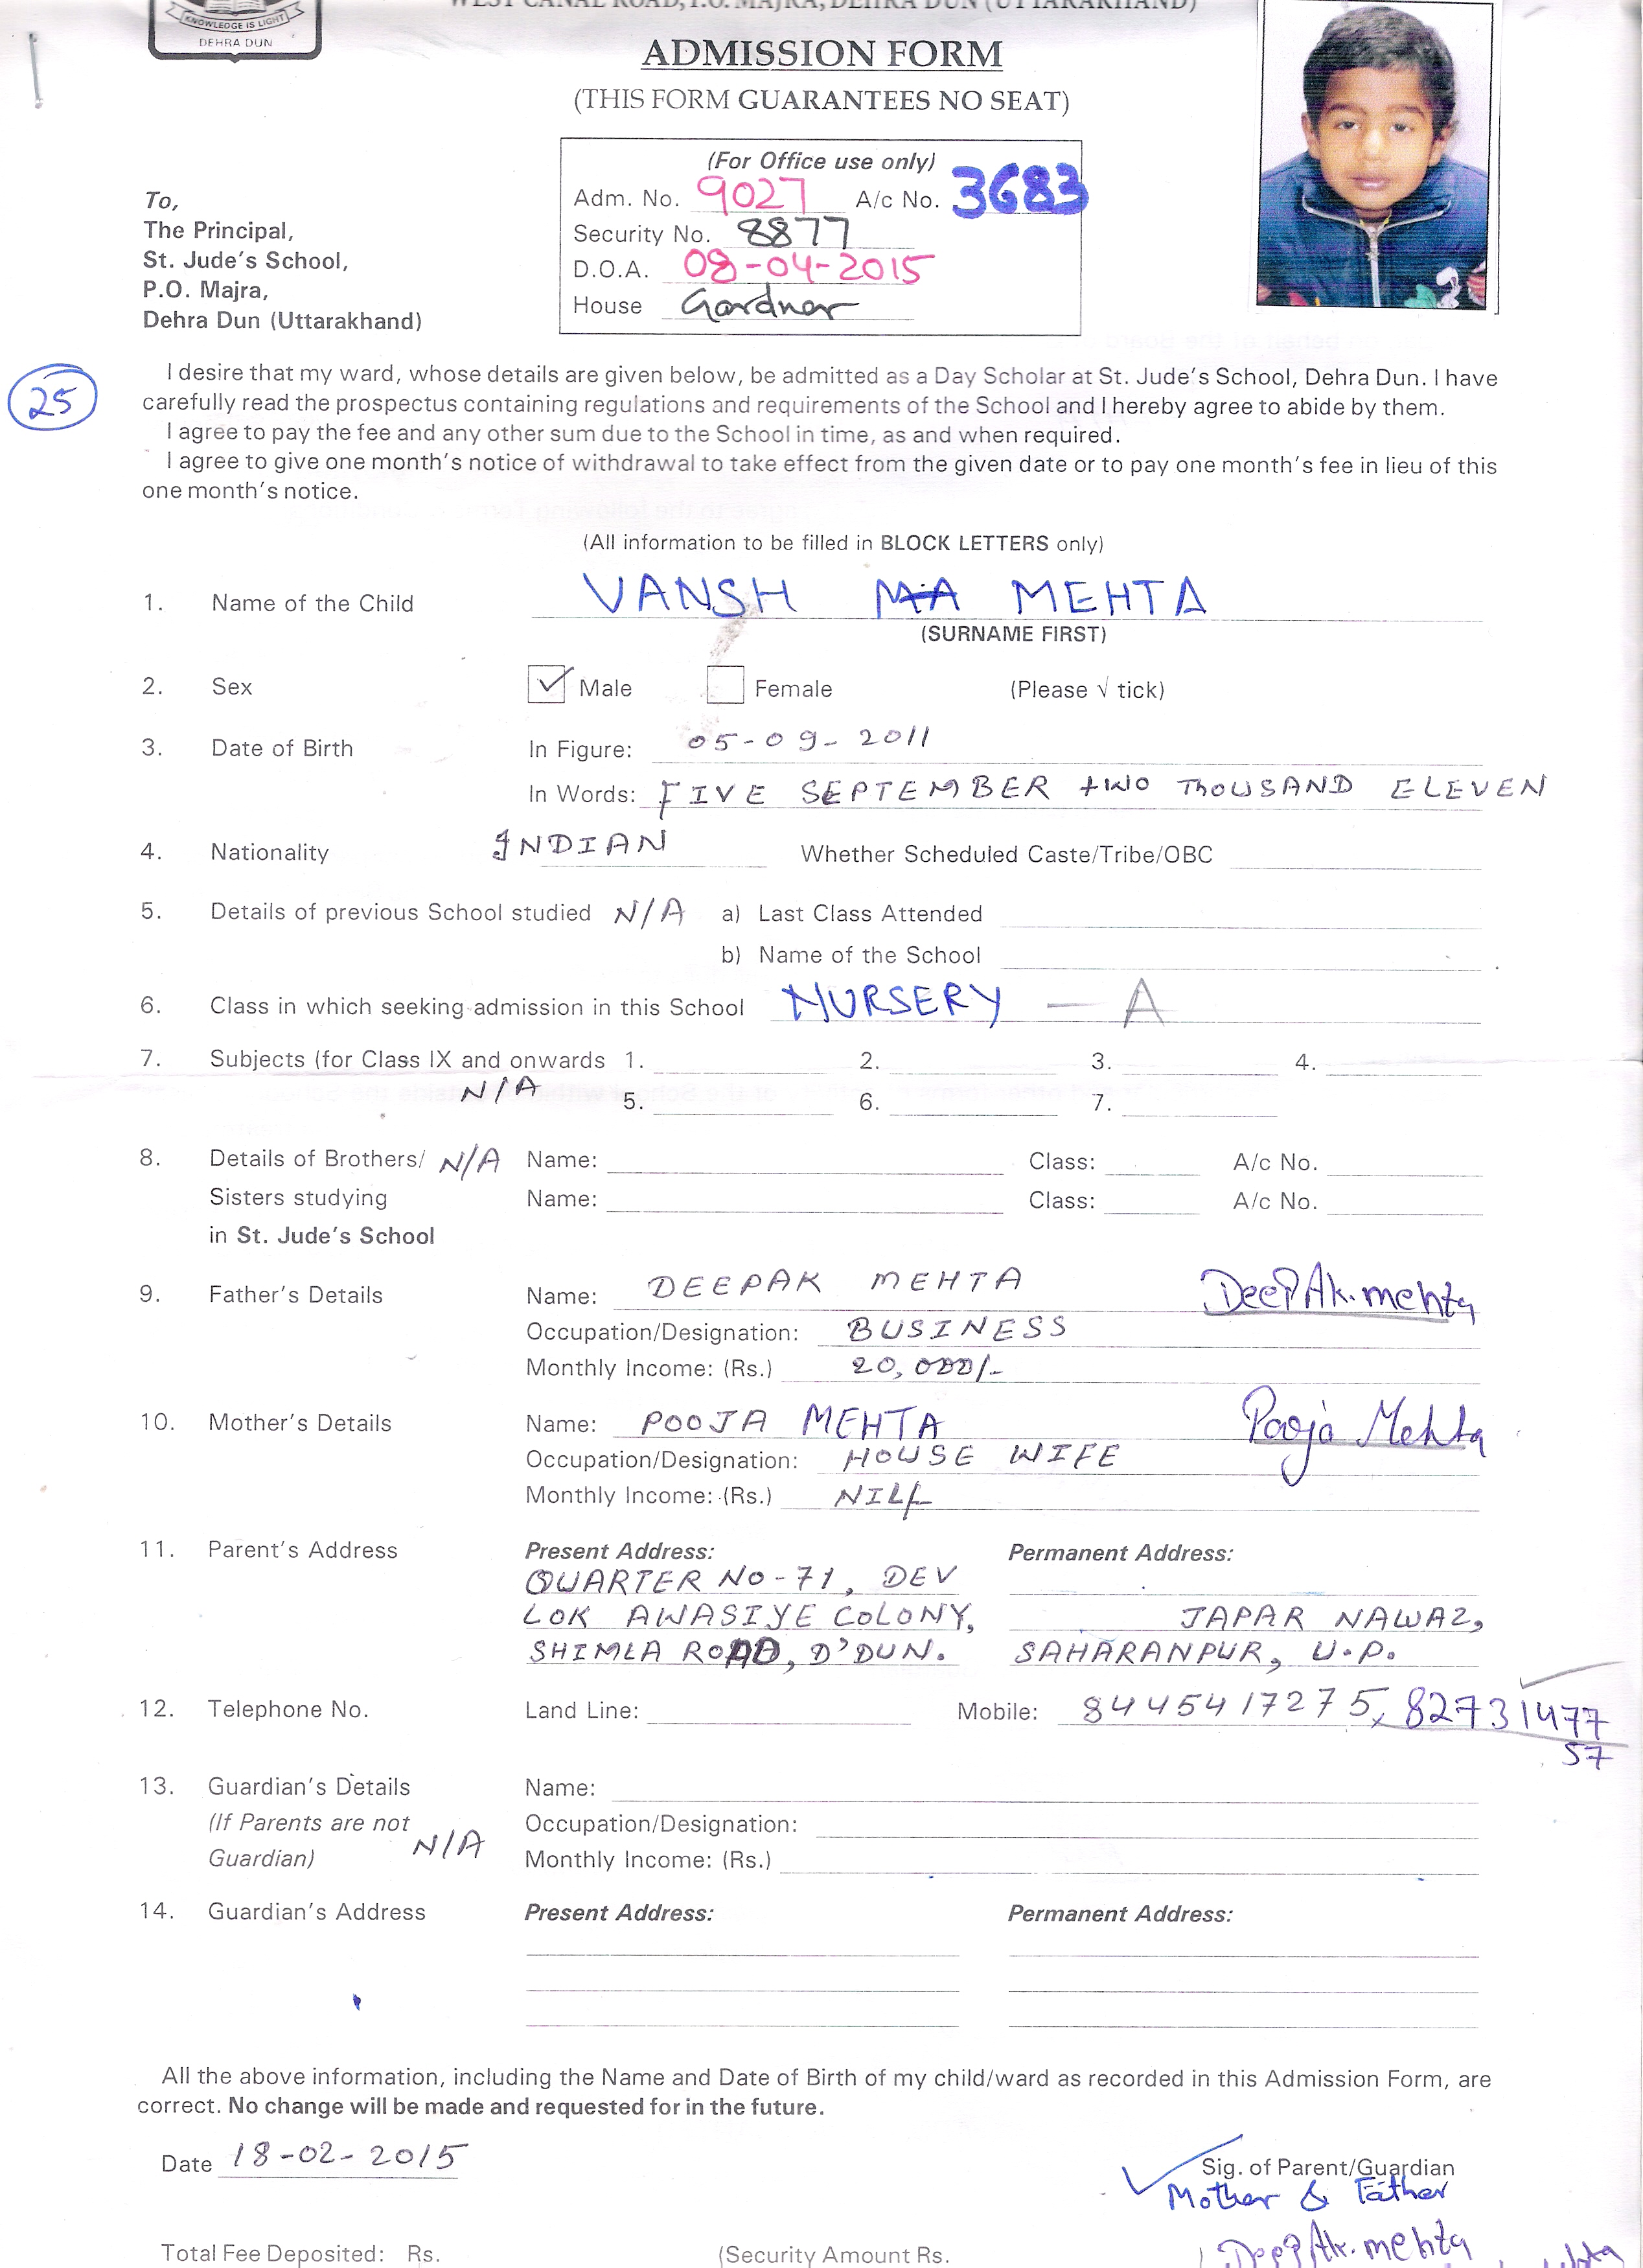 WEST CANAL ROAD, P.O. MAJRA, DEHRA DUN (UTTARAKHAND)
KNOWLEDGE IS LIGHT
DEHRA DUN
ADMISSION FORM
(THIS FORM GUARANTEES NO SEAT)
(For Office use only)
Adm. No. 9027 A/c No. 3683
Security No. 8877
D.O.A. 08-04-2015
House Gardner
To,
The Principal,
St. Jude's School,
P.O. Majra,
Dehra Dun (Uttarakhand)
25
I desire that my ward, whose details are given below, be admitted as a Day Scholar at St. Jude's School, Dehra Dun. I have
carefully read the prospectus containing regulations and requirements of the School and I hereby agree to abide by them.
I agree to pay the fee and any other sum due to the School in time, as and when required.
I agree to give one month's notice of withdrawal to take effect from the given date or to pay one month's fee in lieu of this
one month's notice.
(All information to be filled in BLOCK LETTERS only)
1. Name of the Child VANSH MA MEHTA
(SURNAME FIRST)
2. Sex ✓ Male Female (Please √ tick)
3. Date of Birth In Figure: 05-09-2011
In Words: FIVE SEPTEMBER tWO ThOUSAND ELEVEN
4. Nationality INDIAN Whether Scheduled Caste/Tribe/OBC
5. Details of previous School studied N/A a) Last Class Attended
b) Name of the School
6. Class in which seeking admission in this School NURSERY — A
7. Subjects (for Class IX and onwards 1. 2. 3. 4.
N/A 5. 6. 7.
8. Details of Brothers/ N/A Name: Class: A/c No.
Sisters studying Name: Class: A/c No.
in St. Jude's School
9. Father's Details Name: DEEPAK MEHTA DeePAk.mehta
Occupation/Designation: BUSINESS
Monthly Income: (Rs.) 20,000/-
10. Mother's Details Name: POOJA MEHTA Pooja Mehta
Occupation/Designation: HOUSE WIFE
Monthly Income: (Rs.) NILL
11. Parent's Address Present Address: Permanent Address:
QUARTER NO-71, DEV
LOK AWASIYE COLONY, JAPAR NAWAZ,
SHIMLA ROAD, D'DUN. SAHARANPUR, U.P.
12. Telephone No. Land Line: Mobile: 8445417275, 82731477
57
13. Guardian's Details Name:
(If Parents are not Occupation/Designation:
Guardian) N/A Monthly Income: (Rs.)
14. Guardian's Address Present Address: Permanent Address:
All the above information, including the Name and Date of Birth of my child/ward as recorded in this Admission Form, are
correct. No change will be made and requested for in the future.
Date 18-02-2015
Sig. of Parent/Guardian
Mother & Father
Total Fee Deposited: Rs. (Security Amount Rs. ) DeePAk.mehta